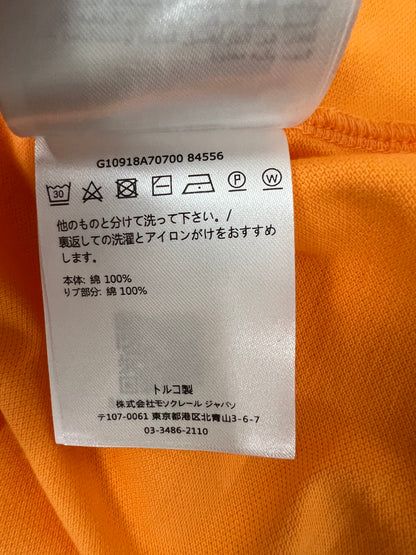 G10918A70700 84556
30 P W
他のものと分けて洗って下さい。/
裏返しての洗濯とアイロンがけをおすすめ
します。
本体: 綿 100%
リブ部分: 綿 100%
トルコ製
株式会社モンクレール ジャパン
〒107-0061 東京都港区北青山3-6-7
03-3486-2110